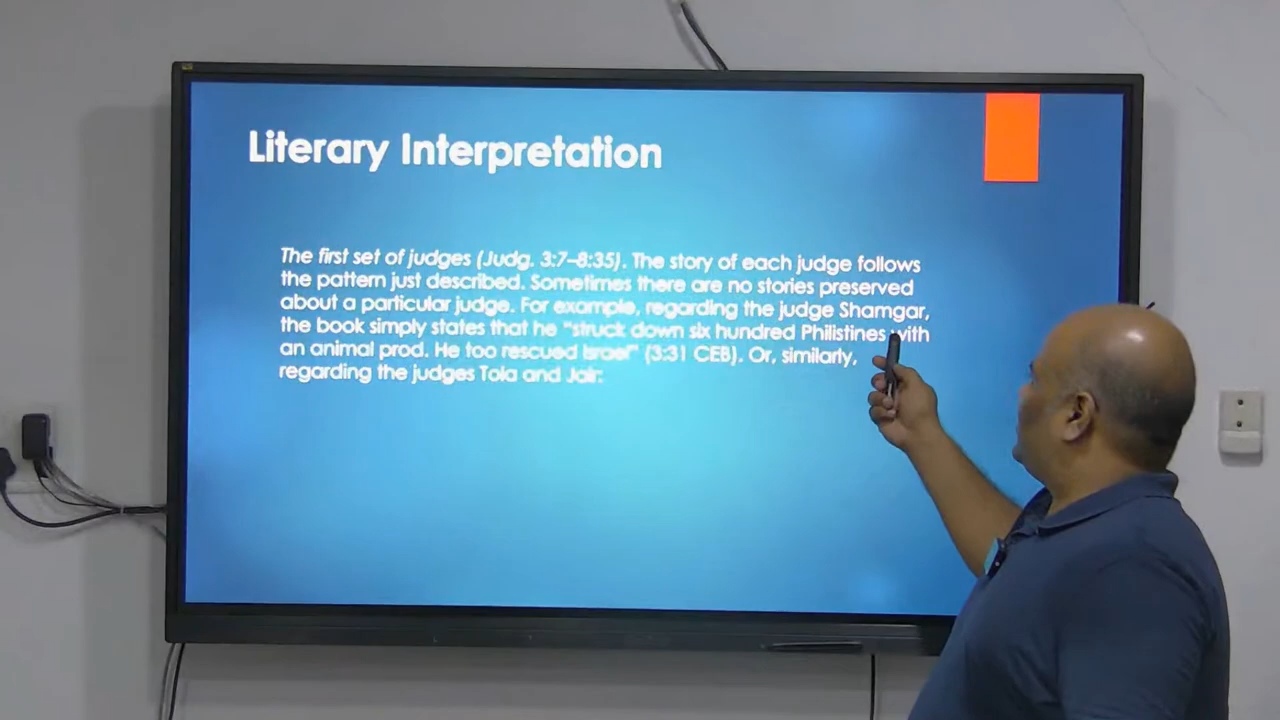 Literary Interpretation
The first set of judges (Judg. 3:7–8:35). The story of each judge follows
the pattern just described. Sometimes there are no stories preserved
about a particular judge. For example, regarding the judge Shamgar,
the book simply states that he “struck down six hundred Philistines with
an animal prod. He too rescued Israel” (3:31 CEB). Or, similarly,
regarding the judges Tola and Jair: